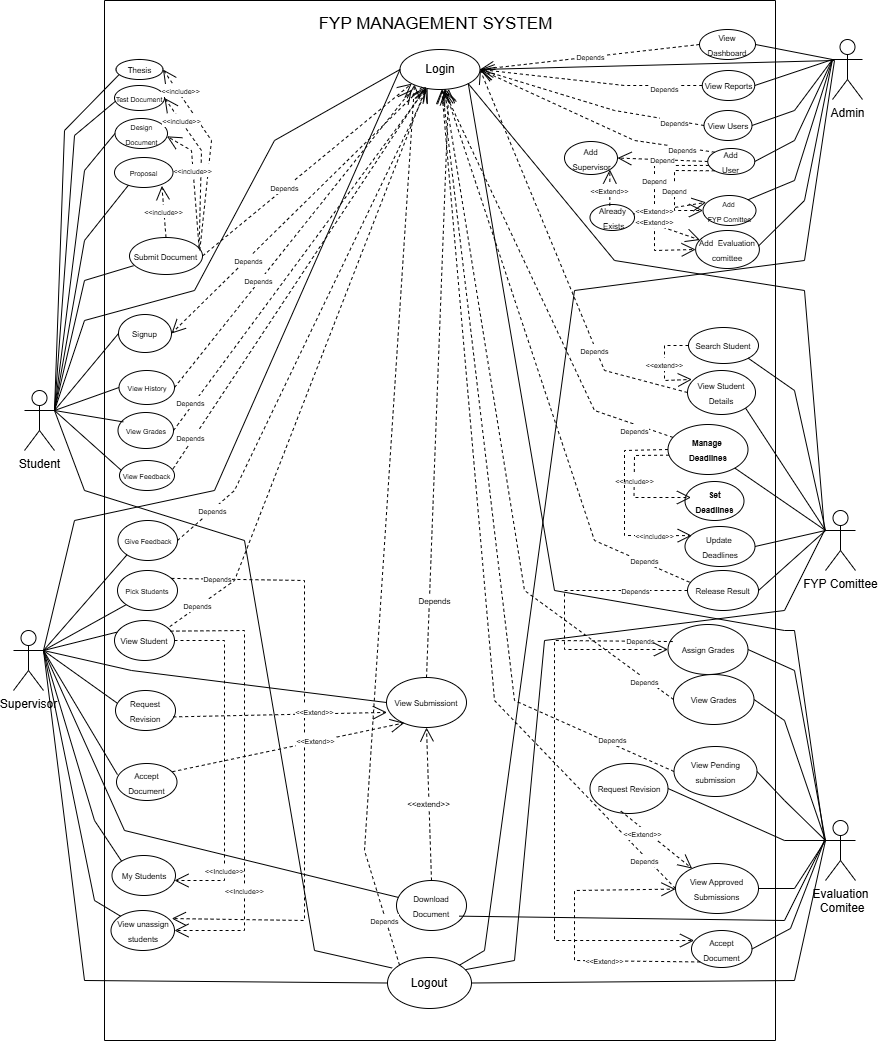 FYP MANAGEMENT SYSTEM
Login
View
Dashboard
Depends
View Reports
Depends
View Users
Depends
Add
User
Depends
Depends
Add
Supervisor
<<Extend>>
Depend
Depend
Already
Exists
<<Extend>>
<<Extend>>
Add
FYP Comittee
Add Evaluation
comittee
Admin
Thesis
<<include>>
Test Document
<<include>>
Design
Document
Proposal
<<include>>
<<include>>
Submit Document
Depends
Depends
Depends
Signup
View History
Depends
View Grades
Depends
View Feedback
Student
Search Student
<<extend>>
View Student
Details
Depends
Depends
Manage
Deadlines
<<include>>
Set
Deadlines
<<include>>
Update
Deadlines
Depends
Release Result
FYP Comittee
Depends
Give Feedback
Pick Students
Depends
Depends
View Student
Supervisor
Request
Revision
<<Extend>>
Accept
Document
<<Extend>>
My Students
<<Include>>
<<Include>>
View unassign
students
Depends
View Submissiont
<<extend>>
Download
Document
Depends
Logout
Depends
Depends
Assign Grades
Depends
View Grades
Depends
View Pending
submission
Request Revision
<<Extend>>
Depends
View Approved
Submissions
Accept
Document
<<Extend>>
Evaluation
Comitee